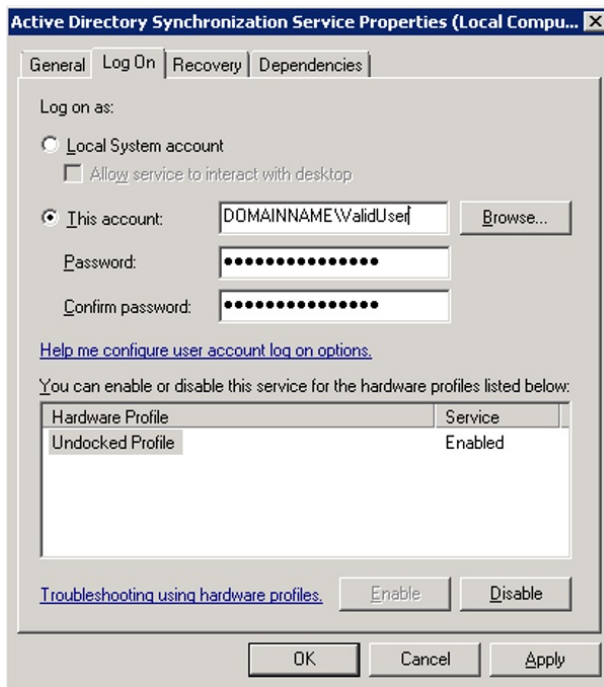 Active Directory Synchronization Service Properties (Local Compu...
General Log On Recovery Dependencies
Log on as:
Local System account
Allow service to interact with desktop
This account: DOMAINNAME\ValidUser Browse...
Password: ●●●●●●●●●●●●●●●
Confirm password: ●●●●●●●●●●●●●●●
Help me configure user account log on options.
You can enable or disable this service for the hardware profiles listed below:
Hardware Profile Service
Undocked Profile Enabled
Troubleshooting using hardware profiles. Enable Disable
OK Cancel Apply